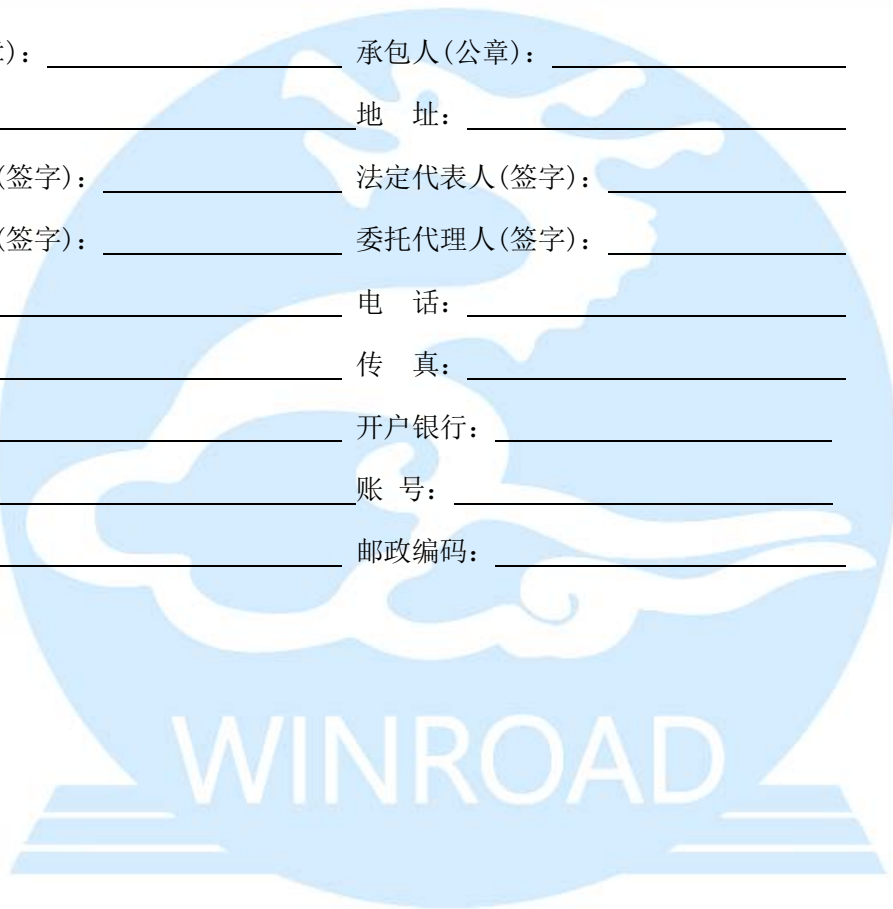 章): 承包人(公章):
地 址:
(签字): 法定代表人(签字):
(签字): 委托代理人(签字):
电 话:
传 真:
开户银行:
账 号:
邮政编码:
WINROAD